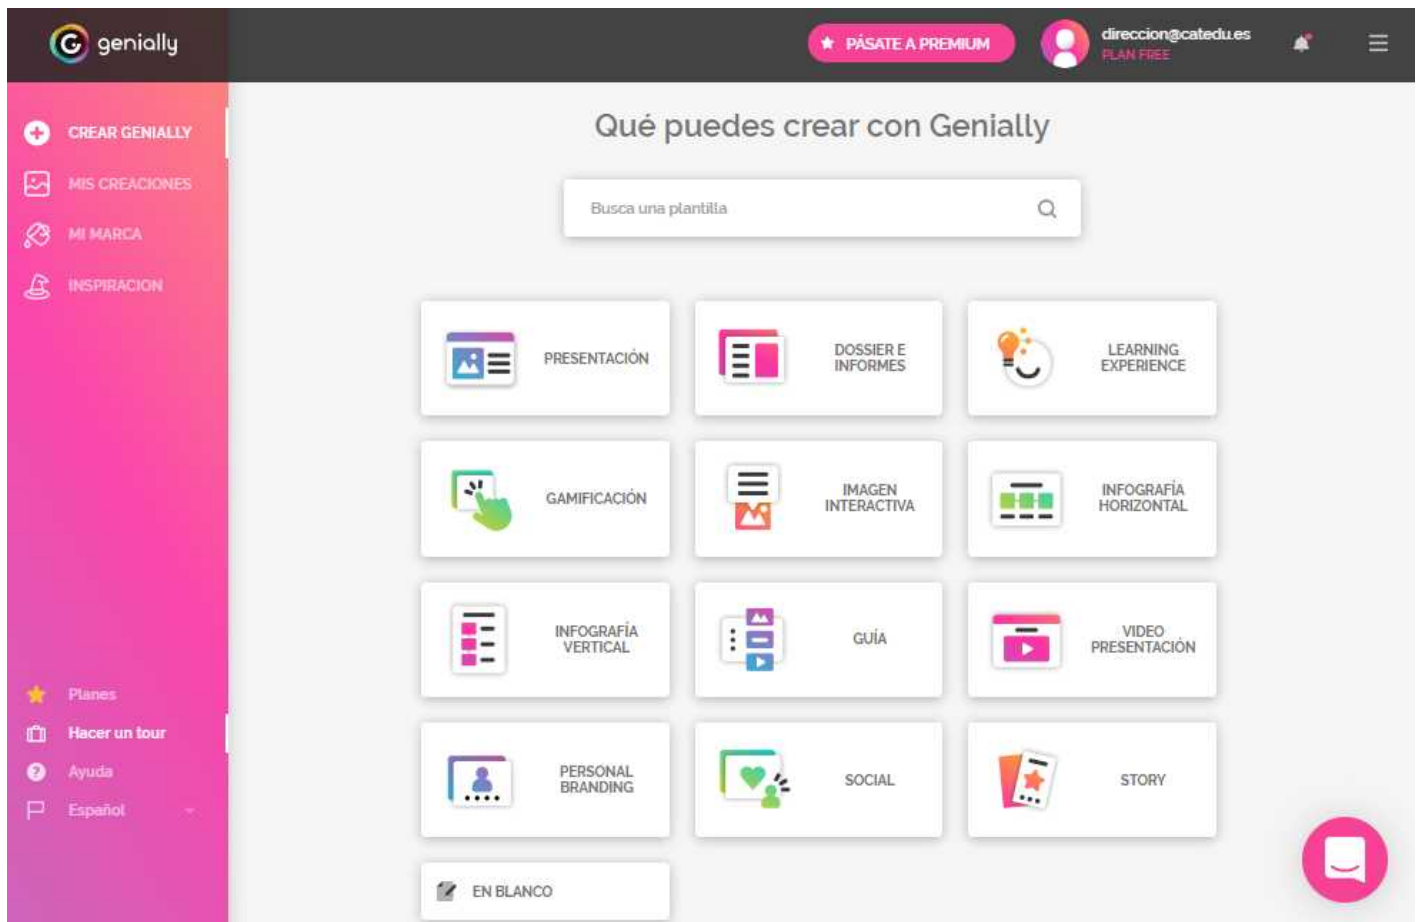 genially
PÁSATE A PREMIUM
direccion@catedu.es
PLAN FREE
CREAR GENIALLY
MIS CREACIONES
MI MARCA
INSPIRACION
Planes
Hacer un tour
Ayuda
Español
Qué puedes crear con Genially
Busca una plantilla
PRESENTACIÓN
DOSSIER E
INFORMES
LEARNING
EXPERIENCE
GAMIFICACIÓN
IMAGEN
INTERACTIVA
INFOGRAFÍA
HORIZONTAL
INFOGRAFÍA
VERTICAL
GUÍA
VIDEO
PRESENTACIÓN
PERSONAL
BRANDING
SOCIAL
STORY
EN BLANCO